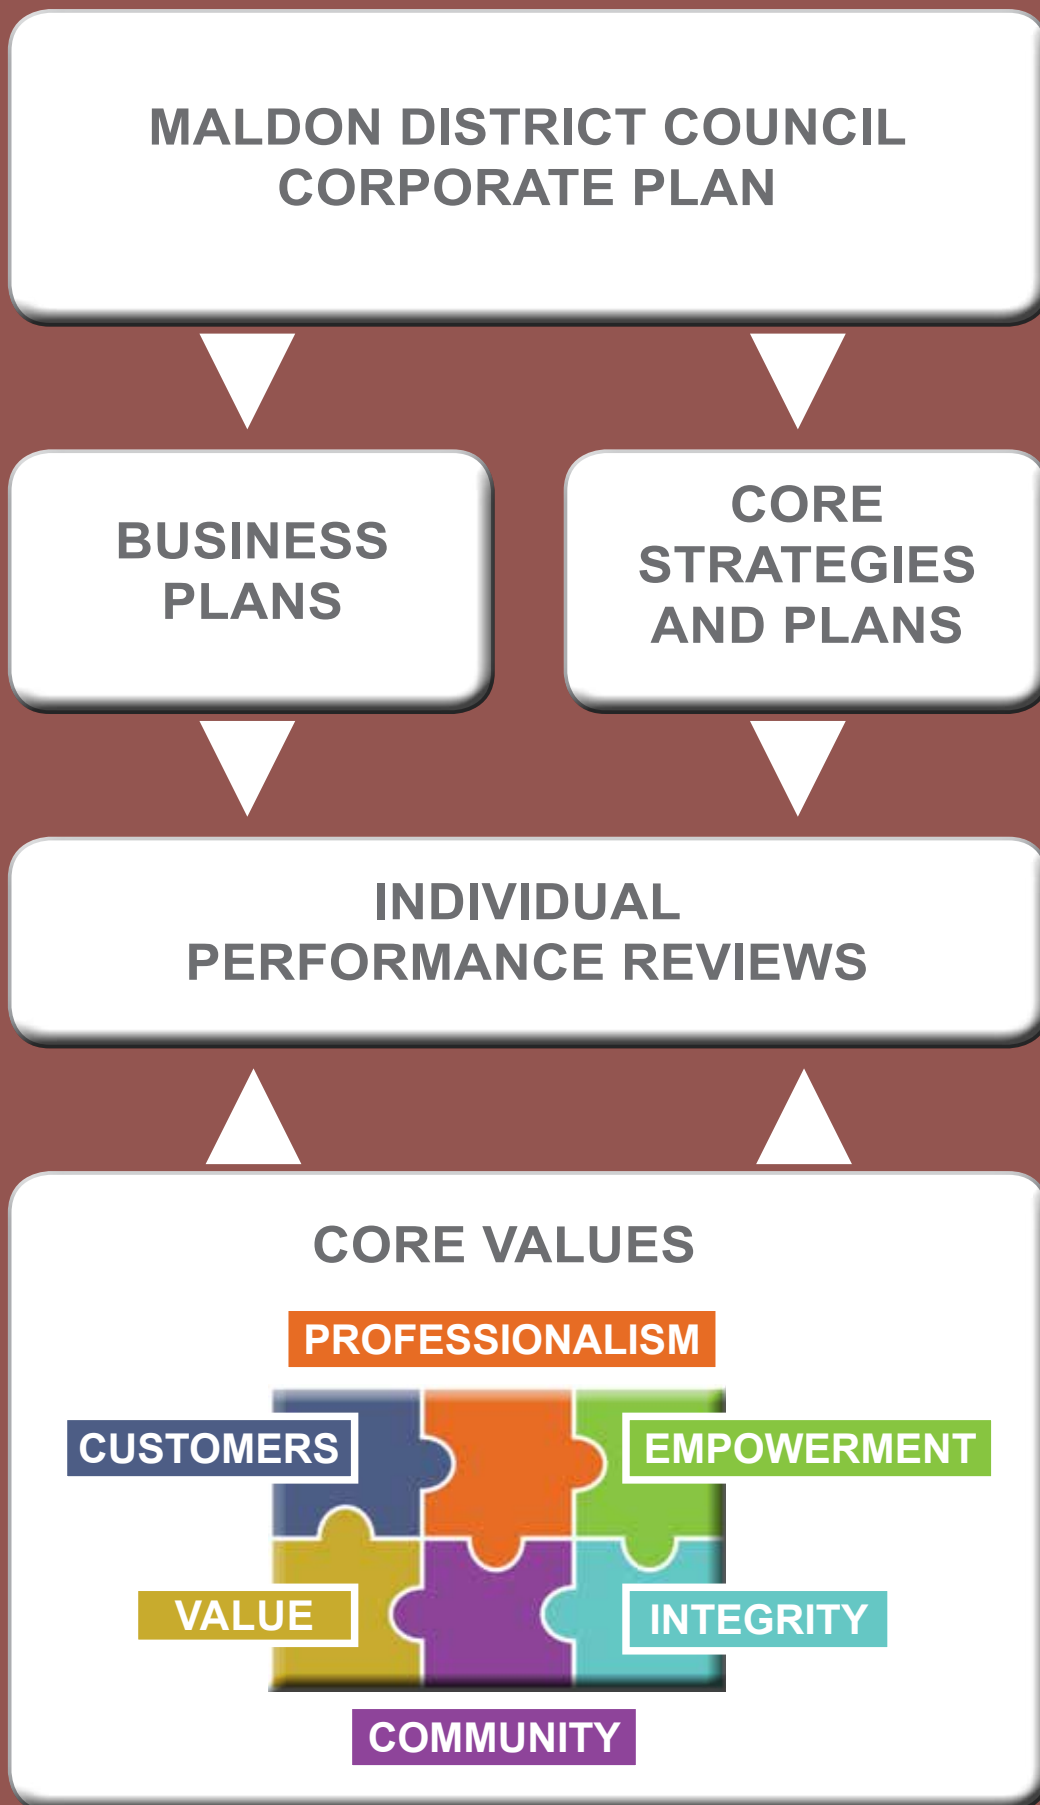 MALDON DISTRICT COUNCIL
CORPORATE PLAN
BUSINESS
PLANS
CORE
STRATEGIES
AND PLANS
INDIVIDUAL
PERFORMANCE REVIEWS
CORE VALUES
PROFESSIONALISM
CUSTOMERS
EMPOWERMENT
VALUE
INTEGRITY
COMMUNITY